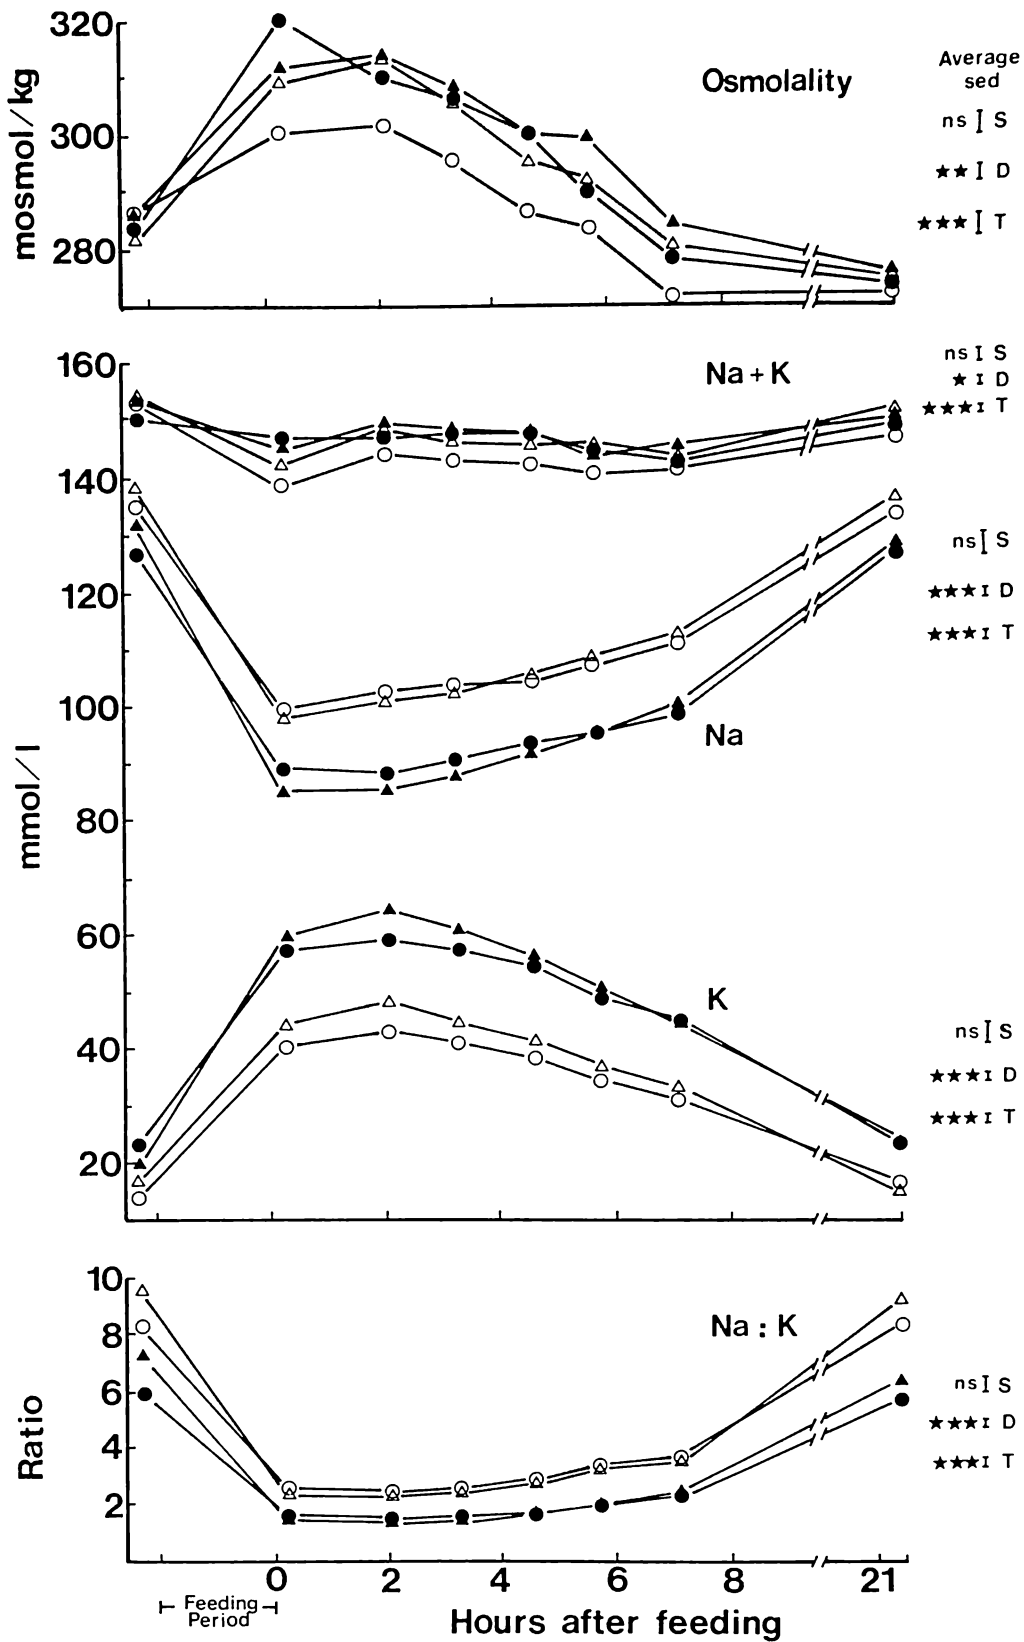 320
300
280
mosmol/kg
Osmolality
Average
sed
ns S
★★ D
★★★ T
160
140
120
100
80
60
40
20
mmol/l
Na+K
ns S
★ D
★★★ T
ns S
★★★ D
★★★ T
Na
K
ns S
★★★ D
★★★ T
10
8
6
4
2
Ratio
Na:K
ns S
★★★ D
★★★ T
0 2 4 6 8 21
Feeding
Period
Hours after feeding